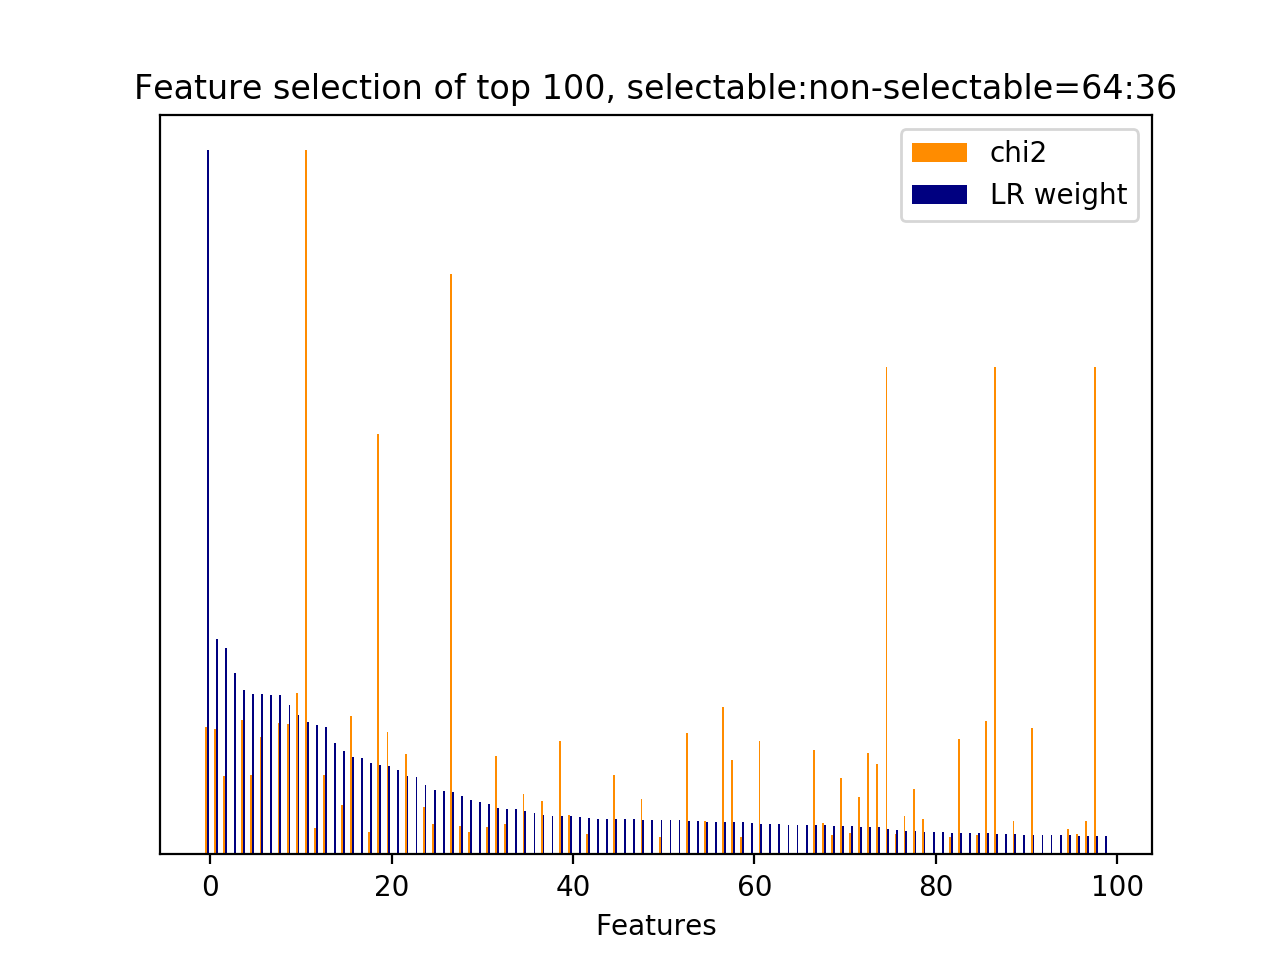 Feature selection of top 100, selectable:non-selectable=64:36
chi2
LR weight
0 20 40 60 80 100
Features